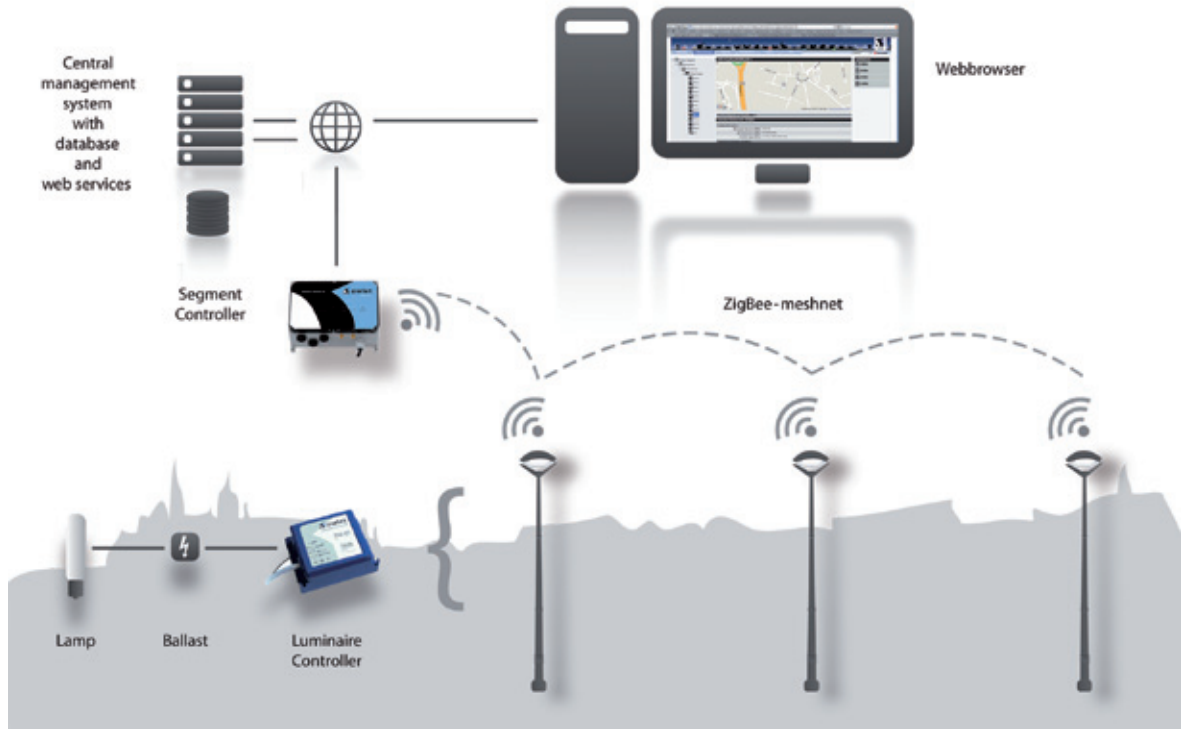 Central
management
system
with
database
and
web services
Webbrowser
Segment
Controller
ZigBee-meshnet
Lamp
Ballast
Luminaire
Controller